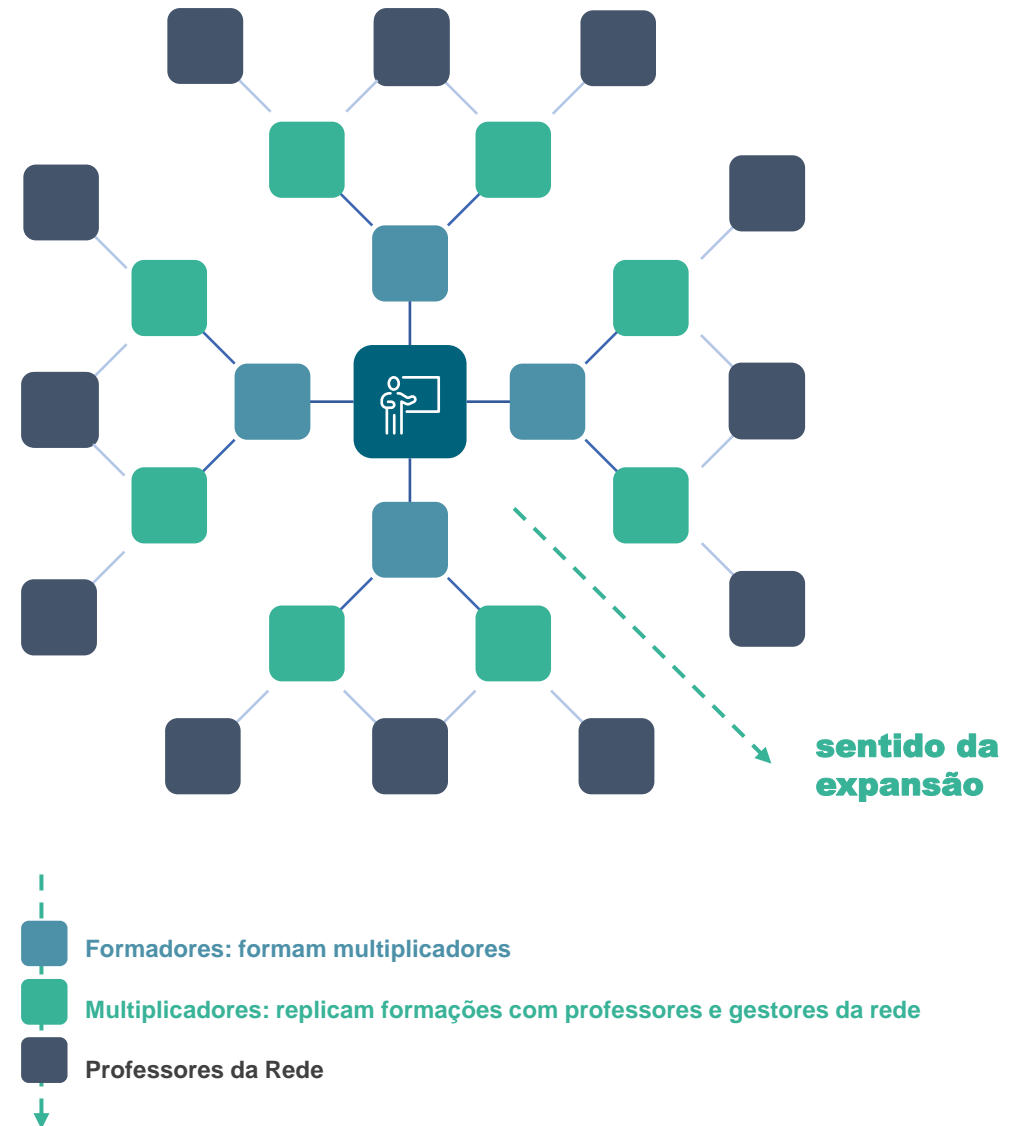 sentido da
expansão
Formadores: formam multiplicadores
Multiplicadores: replicam formações com professores e gestores da rede
Professores da Rede